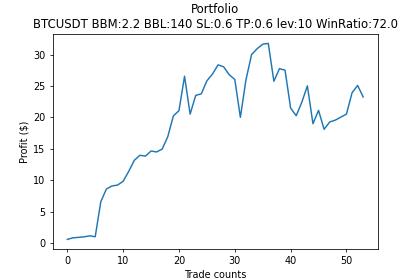 Portfolio
BTCUSDT BBM:2.2 BBL:140 SL:0.6 TP:0.6 lev:10 WinRatio:72.0
30
25
20
15
10
5
0
Profit ($)
0 10 20 30 40 50
Trade counts